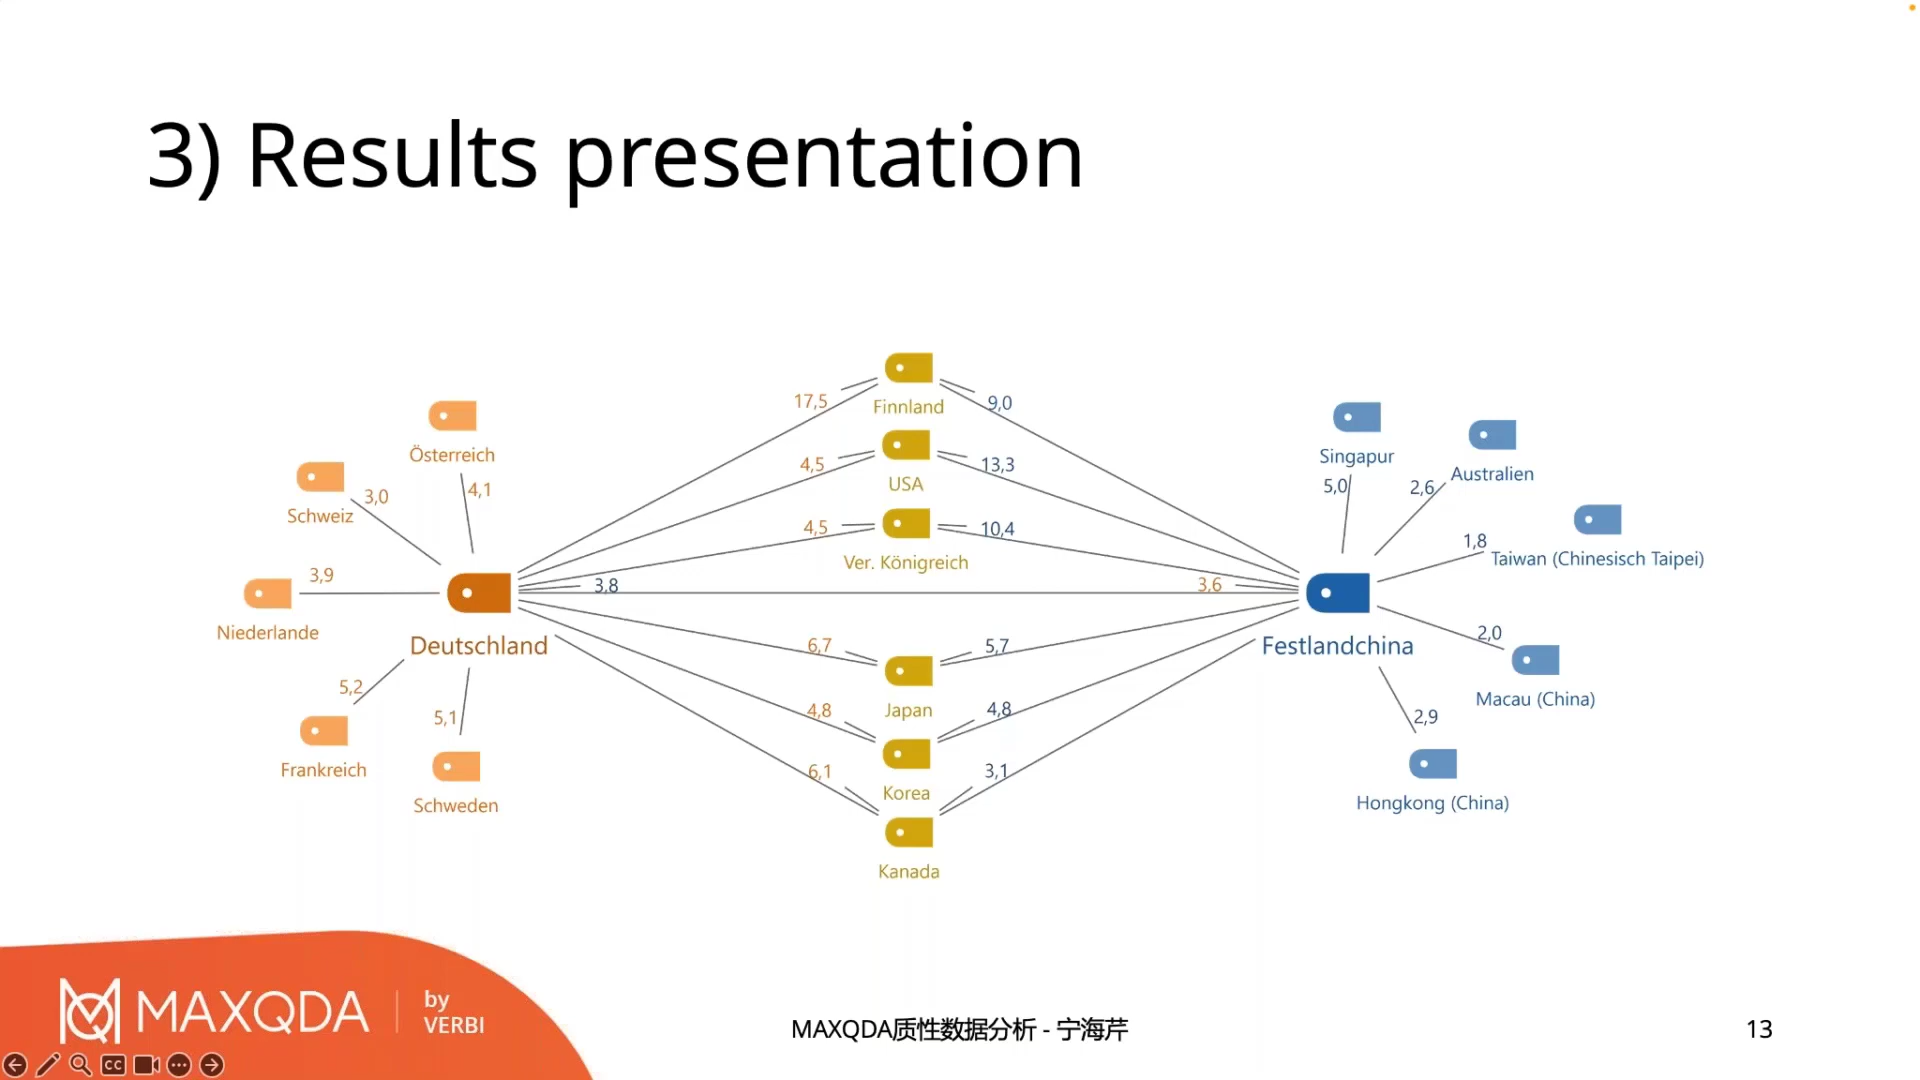 3) Results presentation
Finnland
17,5
9,0
Österreich
4,1
Schweiz
3,0
USA
4,5
13,3
Ver. Königreich
4,5
10,4
Singapur
5,0
Australien
2,6
Taiwan (Chinesisch Taipei)
1,8
Niederlande
3,9
3,8
3,6
Deutschland
Festlandchina
Macau (China)
2,0
Japan
6,7
5,7
Frankreich
5,2
Schweden
5,1
Korea
4,8
4,8
Hongkong (China)
2,9
Kanada
6,1
3,1
MAXQDA
by
VERBI
CC
MAXQDA质性数据分析 - 宁海芹
13